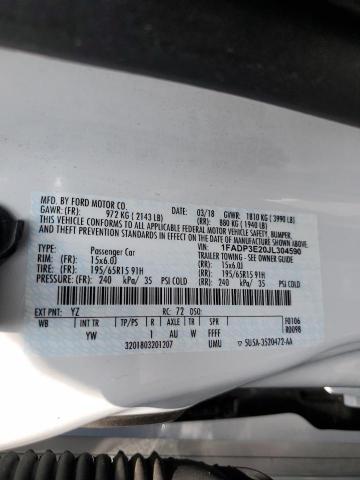 MFD. BY FORD MOTOR CO.
03/18 GVWR: 1810 KG ( 3990 LB)
GAWR: (FR): 972 KG ( 2143 LB) (RR): 880 KG ( 1940 LB)
THIS VEHICLE CONFORMS TO ALL APPLICABLE FEDERAL MOTOR VEHICLE SAFETY, BUMPER,
AND THEFT PREVENTION STANDARDS IN EFFECT ON THE DATE OF MANUFACTURE SHOWN ABOVE.
VIN: 1FADP3E20JL304590
TYPE: Passenger Car TRAILER TOWING - SEE OWNER GUIDE
RIM: (FR): 15x6.0J (RR): 15x6.0J
TIRE: (FR): 195/65R15 91H (RR): 195/65R15 91H
PRESSURE: (FR): 240 kPa/ 35 PSI COLD (RR): 240 kPa/ 35 PSI COLD
EXT PNT: YZ RC: 72 DSO:
WB INT TR TP/PS R AXLE TR SPR
F0106
YW 1 AU W FFFF
R0098
3201803201207 UMU ▽ 5U5A-3520472-AA